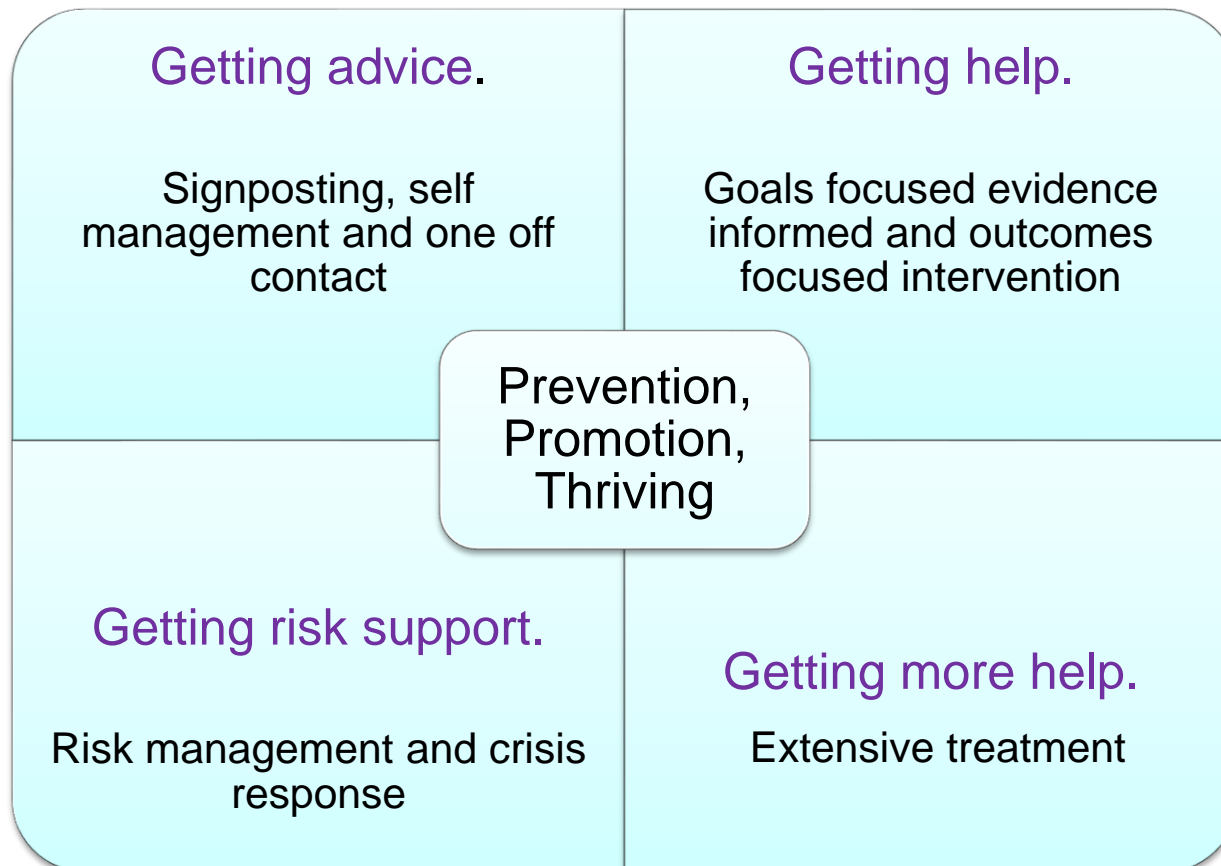 Getting advice.
Signposting, self
management and one off
contact
Getting help.
Goals focused evidence
informed and outcomes
focused intervention
Prevention,
Promotion,
Thriving
Getting risk support.
Risk management and crisis
response
Getting more help.
Extensive treatment